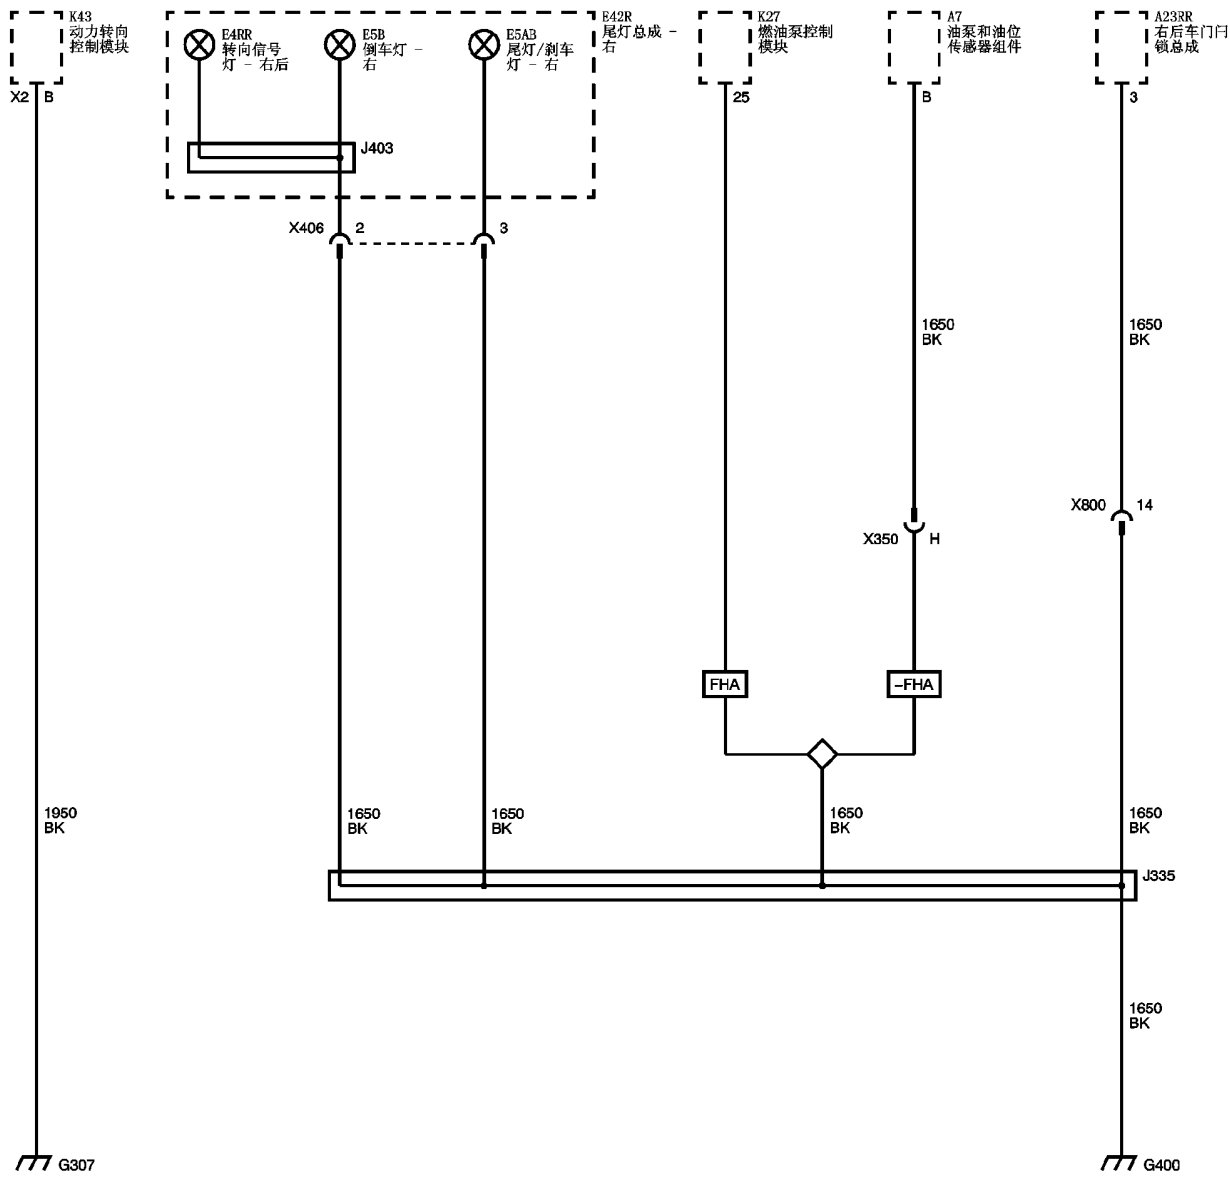 K43
动力转向
控制模块
X2 B
E4RR
转向信号
灯 - 右后
E5B
倒车灯 -
右
E5AB
尾灯/刹车
灯 - 右
E42R
尾灯总成 -
右
K27
燃油泵控制
模块
25
A7
油泵和油位
传感器组件
B
A23RR
右后车门闩
锁总成
3
J403
X406 2 3
1650
BK
1650
BK
X350 H
X800 14
FHA
-FHA
1950
BK
1650
BK
1650
BK
1650
BK
1650
BK
J335
1650
BK
G307
G400